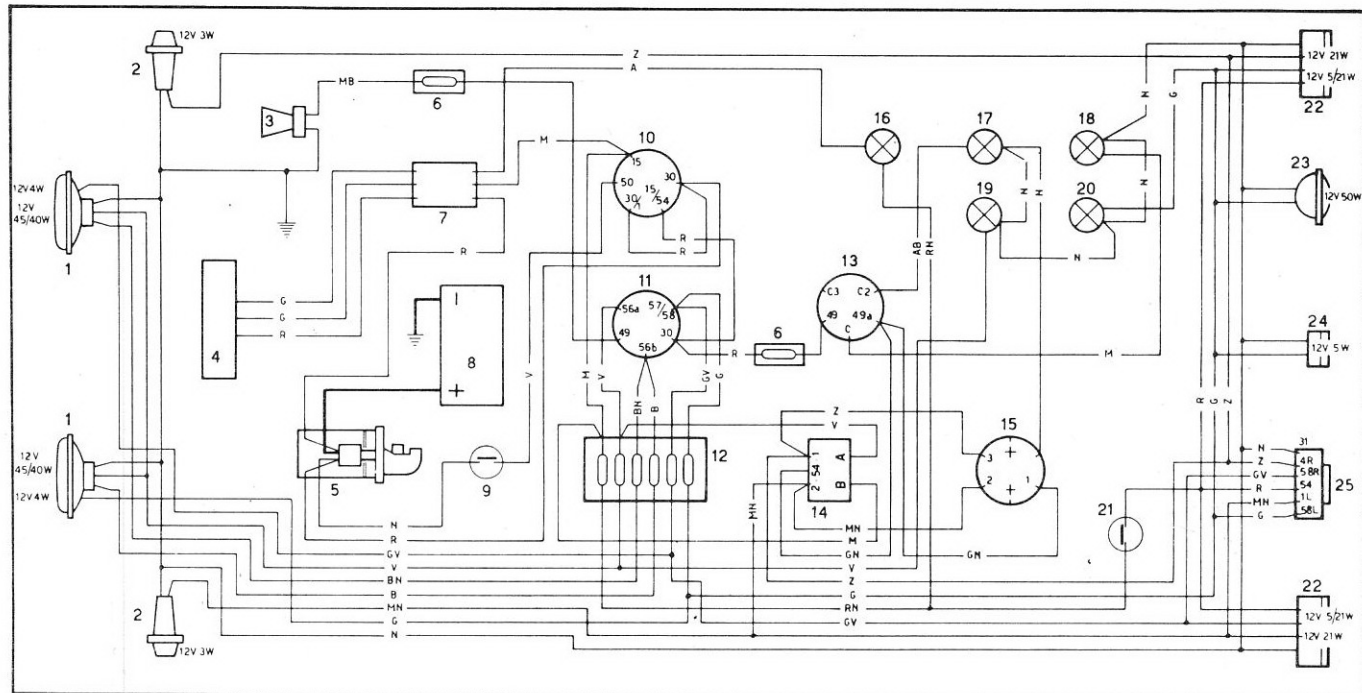 12V 3W
2
Z
A
MB
6
3
M
12V 4W
12V
45/40W
1
7
10
15
50
30
30/1
15/54
R
R
R
16
17
18
N
G
N
N
N
19
20
N
12V 21W
12V 5/21W
22
23
12V 50W
4
G
G
R
8
+
V
11
56a
57/58
49
30
56b
M
V
BN
B
GV
G
R
6
13
C3
C2
49
49a
C
AB
RN
M
24
12V 5W
R
G
Z
1
12V
45/40W
12V 4W
5
9
12
Z
V
1
54
2
A
B
14
15
3
2
1
+
+
MN
MN
M
GN
GN
21
N
Z
GV
R
MN
G
31
4R
58R
54
1L
58L
25
N
R
GV
V
BN
B
MN
G
N
V
Z
G
RN
GV
2
12V 3W
22
12V 5/21W
12V 21W